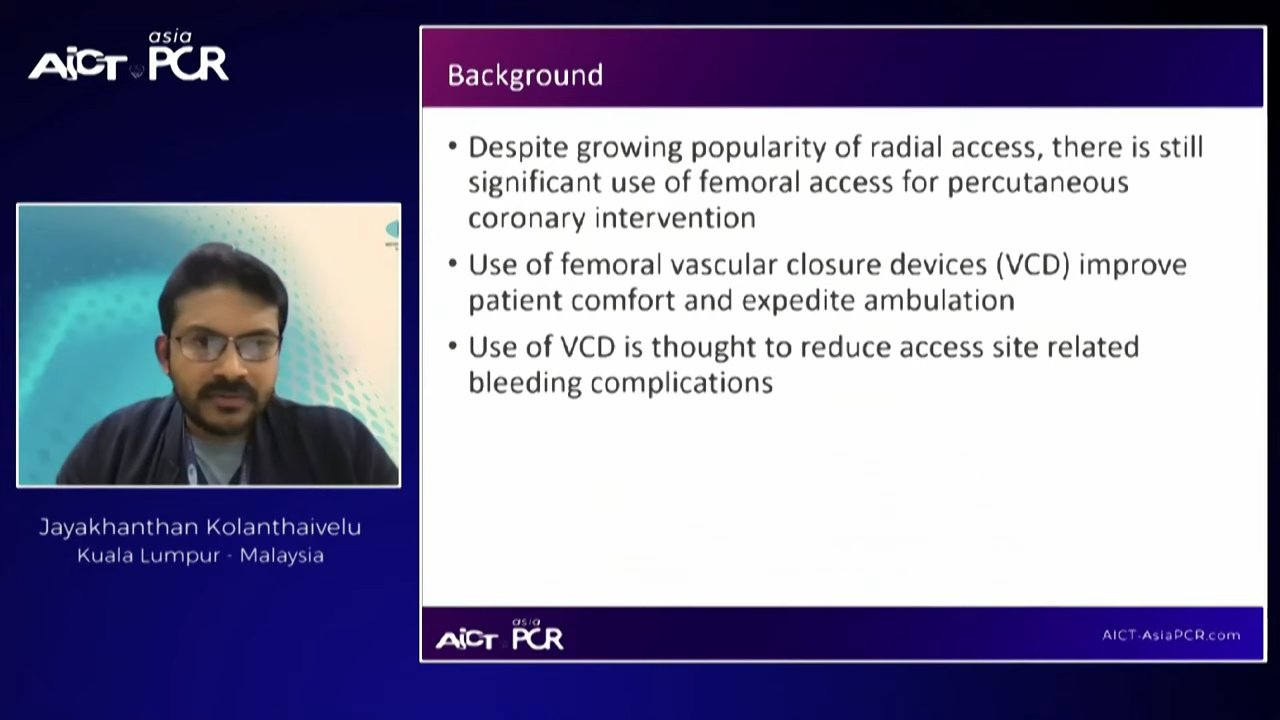 asia
AICT PCR
Background
• Despite growing popularity of radial access, there is still
significant use of femoral access for percutaneous
coronary intervention
• Use of femoral vascular closure devices (VCD) improve
patient comfort and expedite ambulation
• Use of VCD is thought to reduce access site related
bleeding complications
Jayakhanthan Kolanthaivelu
Kuala Lumpur - Malaysia
asia
AICT PCR
AICT-AsiaPCR.com